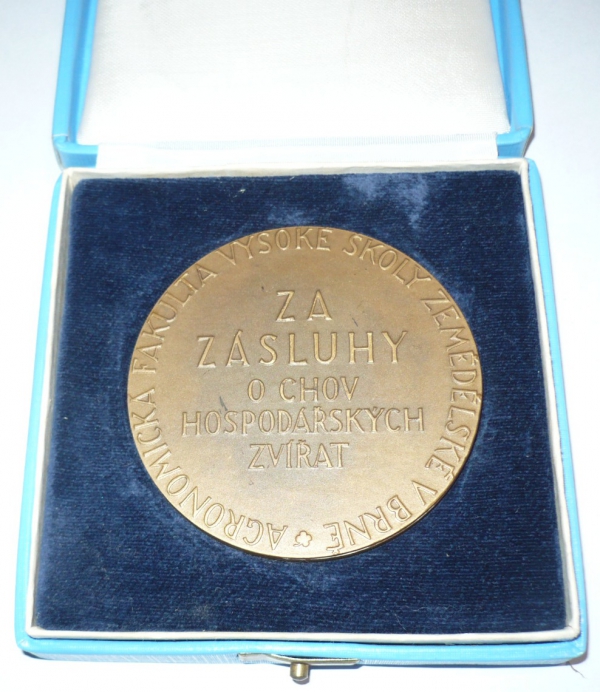 AGRONOMICKÁ FAKULTA VYSOKÉ ŠKOLY ZEMĚDĚLSKÉ V BRNĚ
ZA
ZÁSLUHY
O CHOV
HOSPODÁŘSKÝCH
ZVÍŘAT